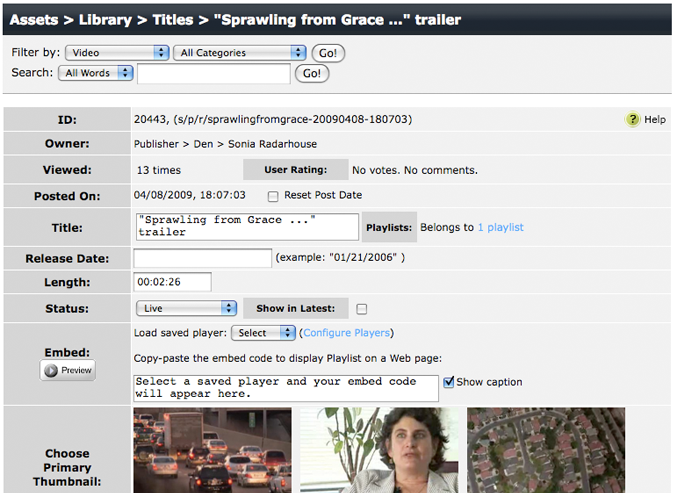 Assets > Library > Titles > "Sprawling from Grace ..." trailer
Filter by: Video All Categories Go!
Search: All Words Go!
ID: 20443, (s/p/r/sprawlingfromgrace-20090408-180703) ? Help
Owner: Publisher > Den > Sonia Radarhouse
Viewed: 13 times User Rating: No votes. No comments.
Posted On: 04/08/2009, 18:07:03 Reset Post Date
Title: "Sprawling from Grace ..."
trailer
Playlists: Belongs to 1 playlist
Release Date: (example: "01/21/2006" )
Length: 00:02:26
Status: Live Show in Latest:
Load saved player: Select (Configure Players)
Embed:
Preview
Copy-paste the embed code to display Playlist on a Web page:
Select a saved player and your embed code
will appear here.
Show caption
Choose
Primary
Thumbnail: